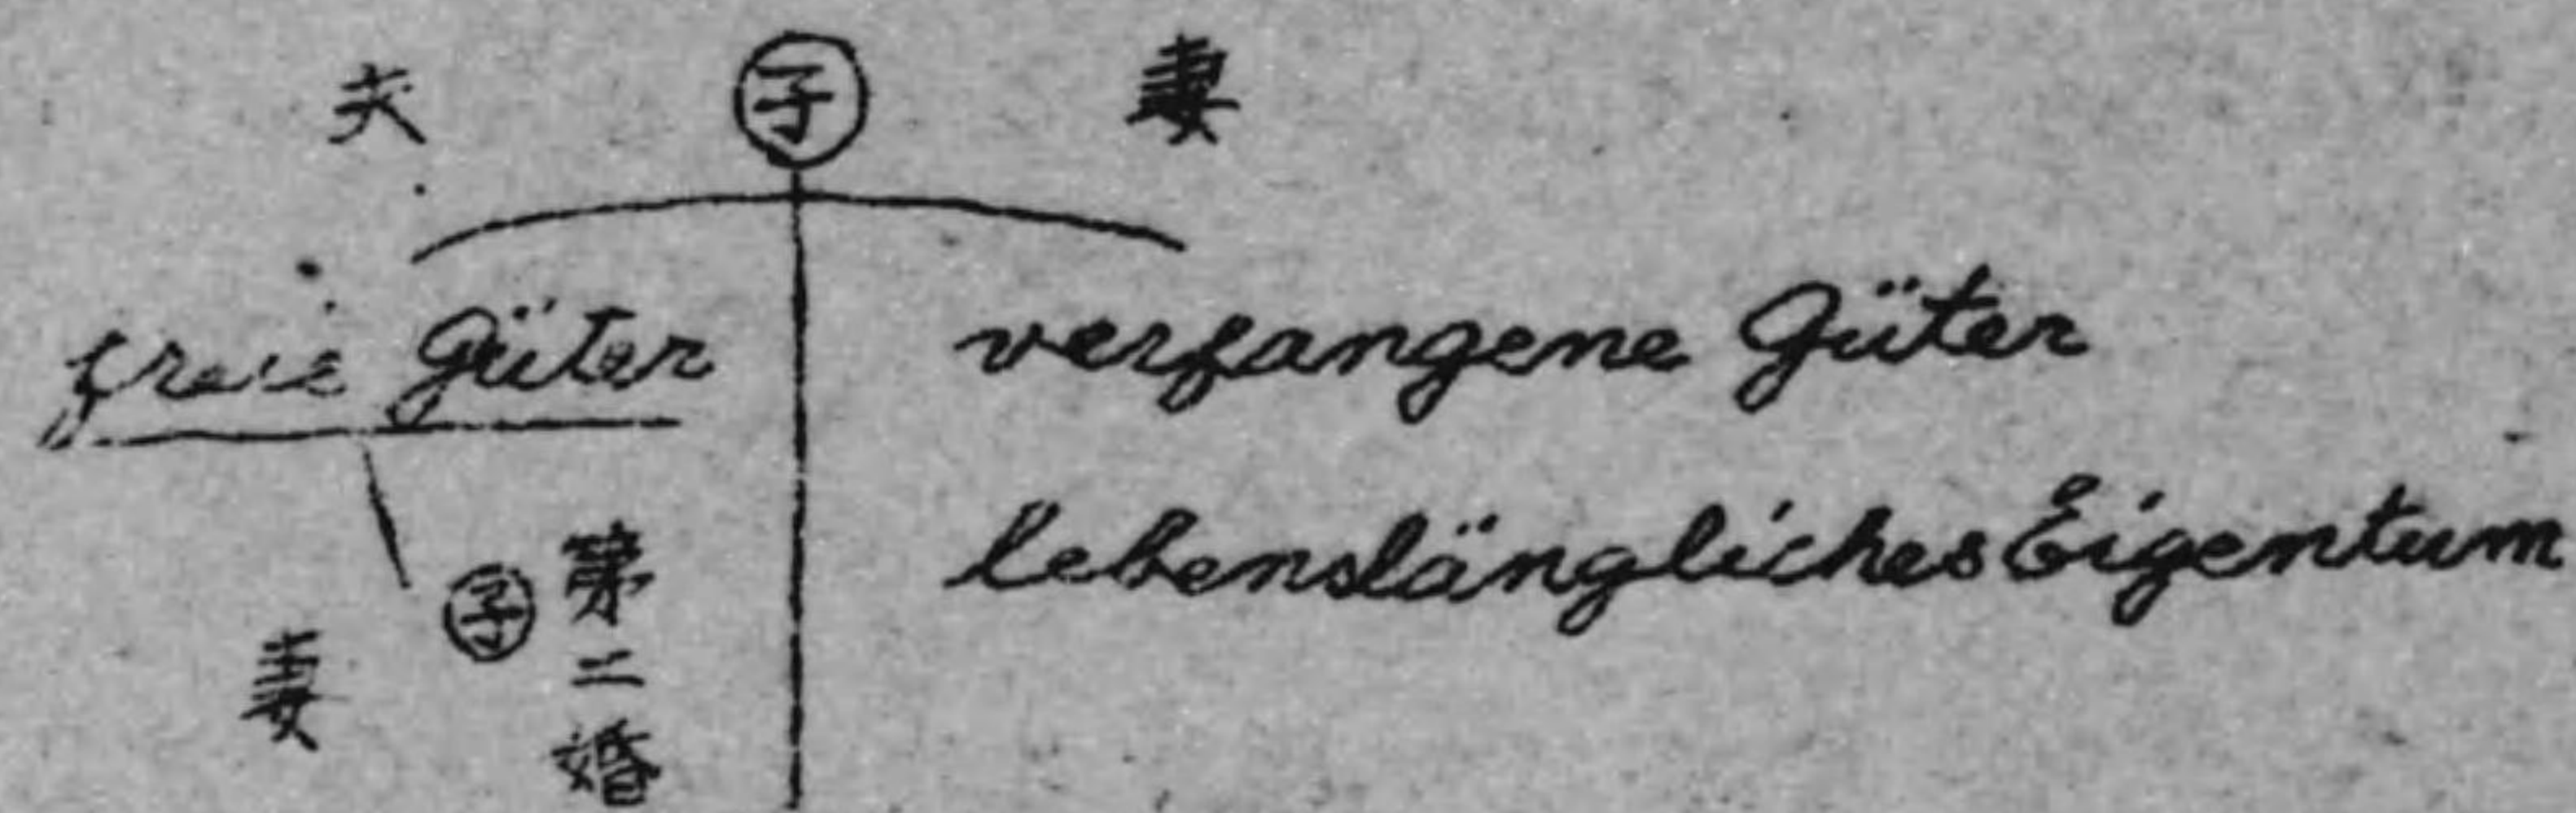 夫 子 妻
freie Güter verfangene Güter
lebenslängliches Eigentum
妻 子 第二婚